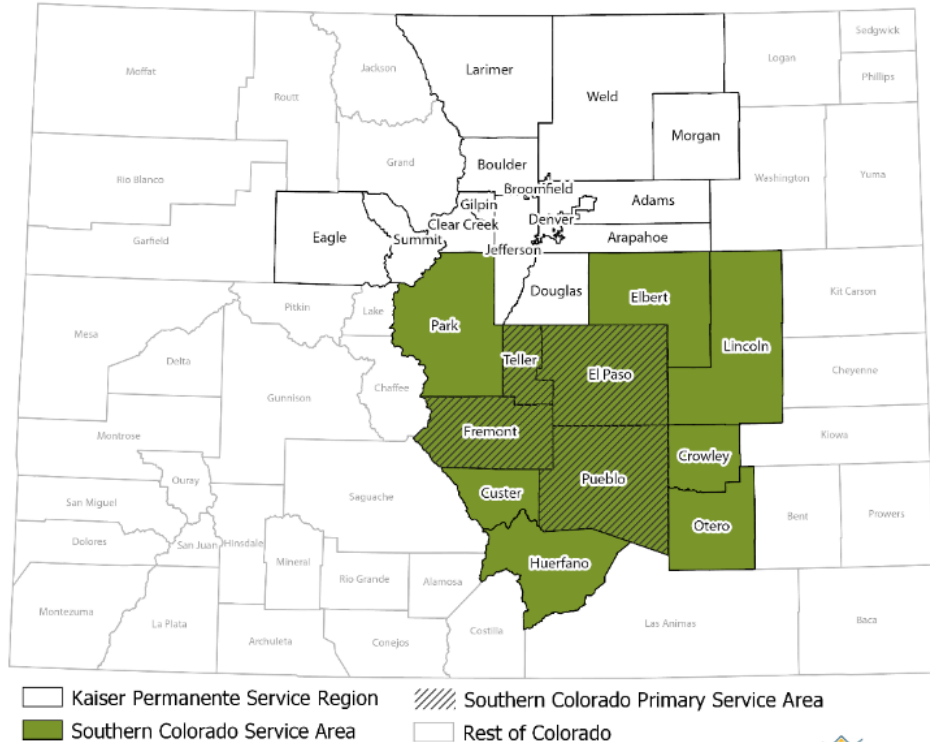 Sedgwick
Larimer
Logan
Jackson
Moffat
Phillips
Routt
Weld
Morgan
Boulder
Grand
Washington
Yuma
Rio Blanco
Broomfield
Gilpin
Adams
Denver
Clear Creek
Eagle
Summit
Arapahoe
Garfield
Jefferson
Douglas
Kit Carson
Elbert
Pitkin
Lake
Park
Mesa
Lincoln
Teller
Delta
El Paso
Cheyenne
Chaffee
Gunnison
Fremont
Montrose
Kiowa
Crowley
Ouray
Pueblo
Custer
Saguache
San Miguel
Otero
Bent
Prowers
Dolores
San Juan
Hinsdale
Mineral
Huerfano
Rio Grande
Alamosa
Montezuma
La Plata
Las Animas
Baca
Costilla
Archuleta
Conejos
Kaiser Permanente Service Region
Southern Colorado Primary Service Area
Southern Colorado Service Area
Rest of Colorado